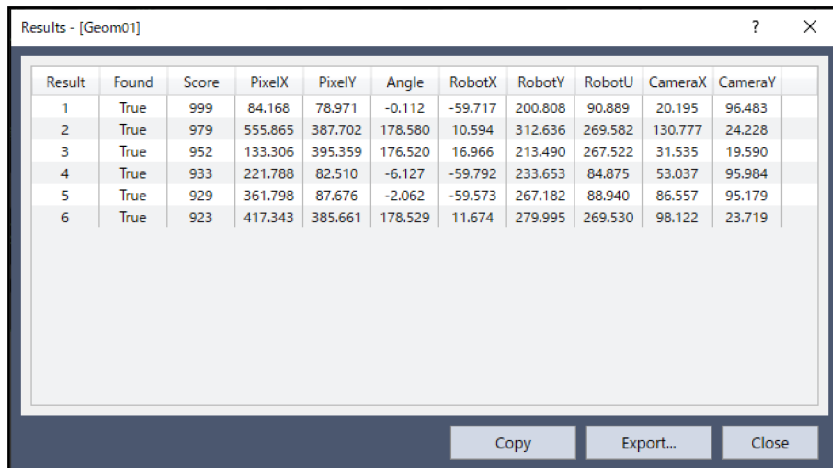 Results - [Geom01] ? ×
Result Found Score PixelX PixelY Angle RobotX RobotY RobotU CameraX CameraY
1 True 999 84.168 78.971 -0.112 -59.717 200.808 90.889 20.195 96.483
2 True 979 555.865 387.702 178.580 10.594 312.636 269.582 130.777 24.228
3 True 952 133.306 395.359 176.520 16.966 213.490 267.522 31.535 19.590
4 True 933 221.788 82.510 -6.127 -59.792 233.653 84.875 53.037 95.984
5 True 929 361.798 87.676 -2.062 -59.573 267.182 88.940 86.557 95.179
6 True 923 417.343 385.661 178.529 11.674 279.995 269.530 98.122 23.719
Copy Export... Close